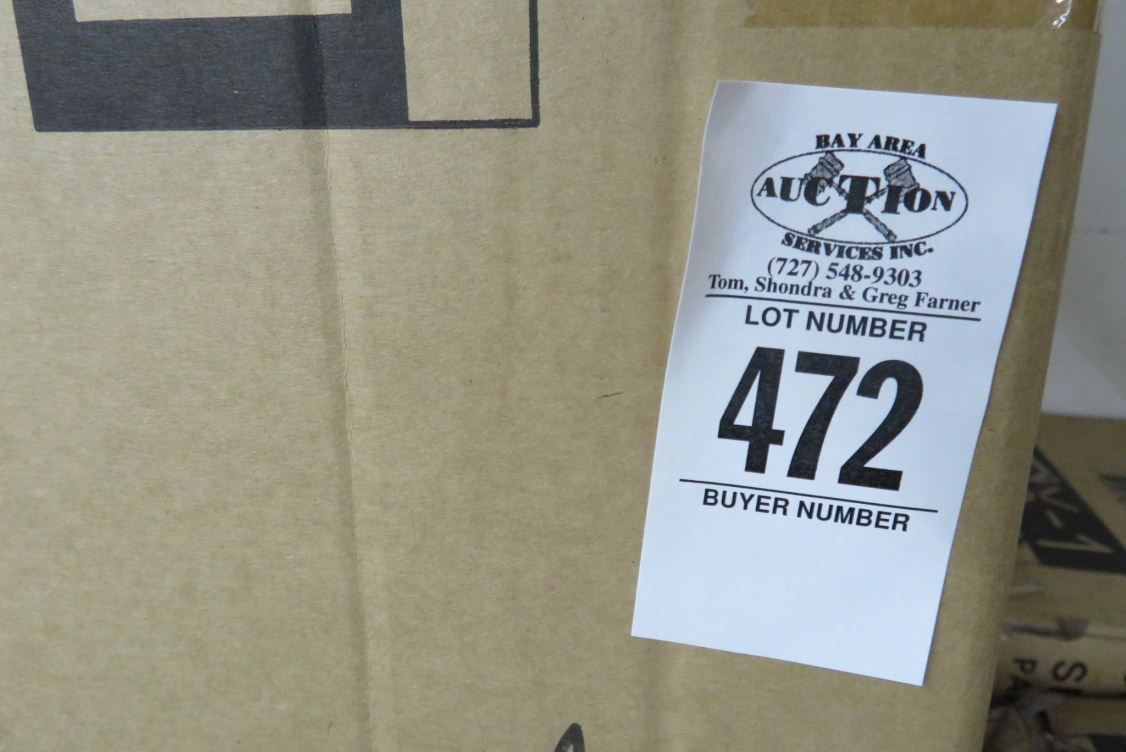 BAY AREA
AUCTION
SERVICES INC.
(727) 548-9303
Tom, Shondra & Greg Farner
LOT NUMBER
472
BUYER NUMBER